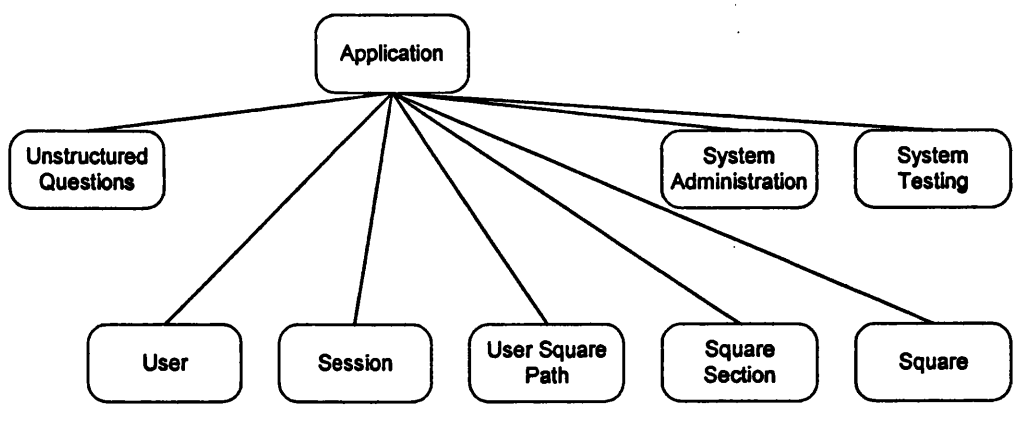 Application
Unstructured
Questions
System
Administration
System
Testing
User
Session
User Square
Path
Square
Section
Square